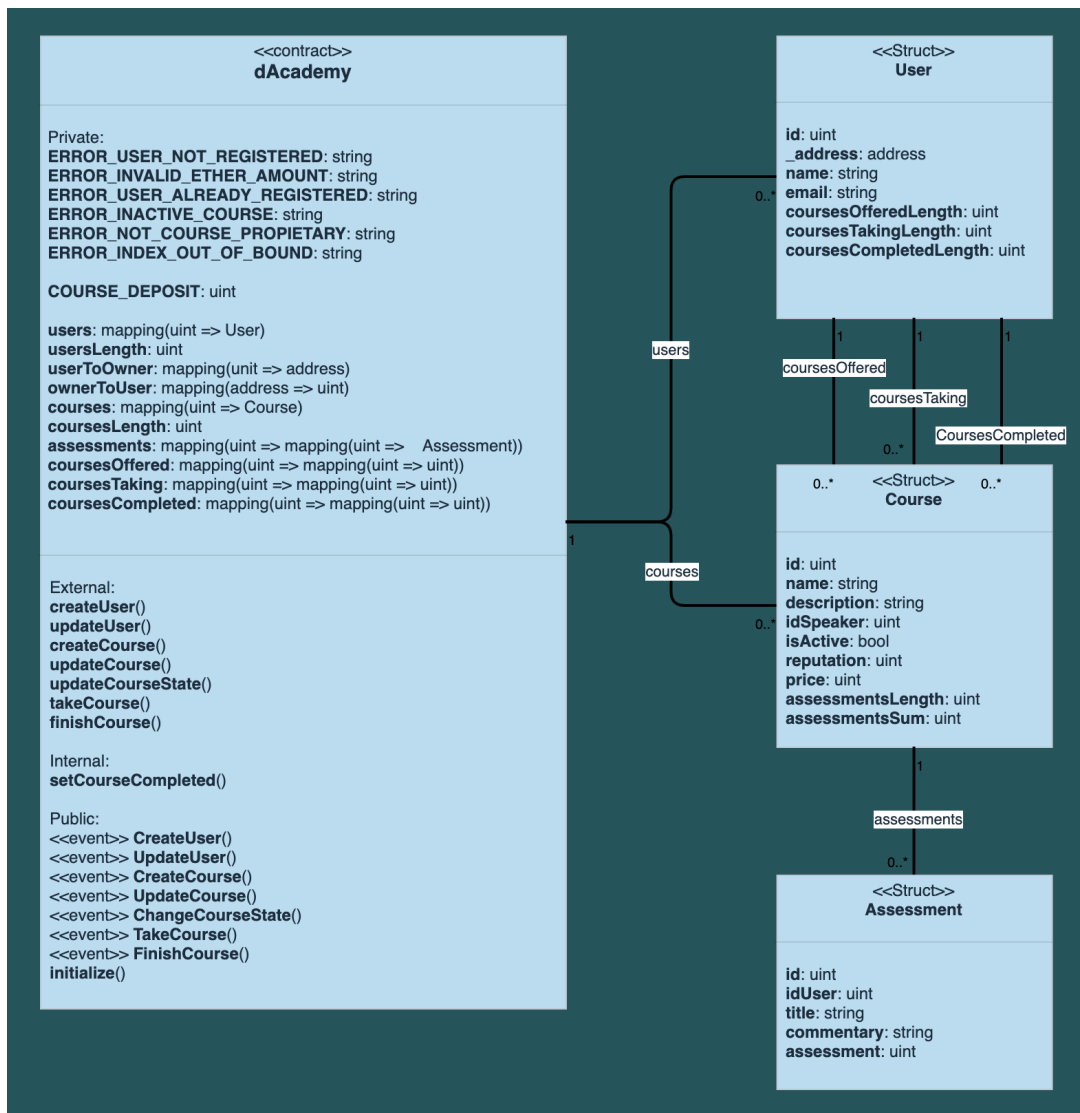 <<contract>>
dAcademy
Private:
ERROR_USER_NOT_REGISTERED: string
ERROR_INVALID_ETHER_AMOUNT: string
ERROR_USER_ALREADY_REGISTERED: string
ERROR_INACTIVE_COURSE: string
ERROR_NOT_COURSE_PROPIETARY: string
ERROR_INDEX_OUT_OF_BOUND: string
COURSE_DEPOSIT: uint
users: mapping(uint => User)
usersLength: uint
userToOwner: mapping(unit => address)
ownerToUser: mapping(address => uint)
courses: mapping(uint => Course)
coursesLength: uint
assessments: mapping(uint => mapping(uint => Assessment))
coursesOffered: mapping(uint => mapping(uint => uint))
coursesTaking: mapping(uint => mapping(uint => uint))
coursesCompleted: mapping(uint => mapping(uint => uint))
External:
createUser()
updateUser()
createCourse()
updateCourse()
updateCourseState()
takeCourse()
finishCourse()
Internal:
setCourseCompleted()
Public:
<<event>> CreateUser()
<<event>> UpdateUser()
<<event>> CreateCourse()
<<event>> UpdateCourse()
<<event>> ChangeCourseState()
<<event>> TakeCourse()
<<event>> FinishCourse()
initialize()
1
users
0..*
courses
0..*
<<Struct>>
User
id: uint
_address: address
name: string
email: string
coursesOfferedLength: uint
coursesTakingLength: uint
coursesCompletedLength: uint
1
1
1
coursesOffered
coursesTaking
CoursesCompleted
0..*
0..*
0..*
<<Struct>>
Course
id: uint
name: string
description: string
idSpeaker: uint
isActive: bool
reputation: uint
price: uint
assessmentsLength: uint
assessmentsSum: uint
1
assessments
0..*
<<Struct>>
Assessment
id: uint
idUser: uint
title: string
commentary: string
assessment: uint